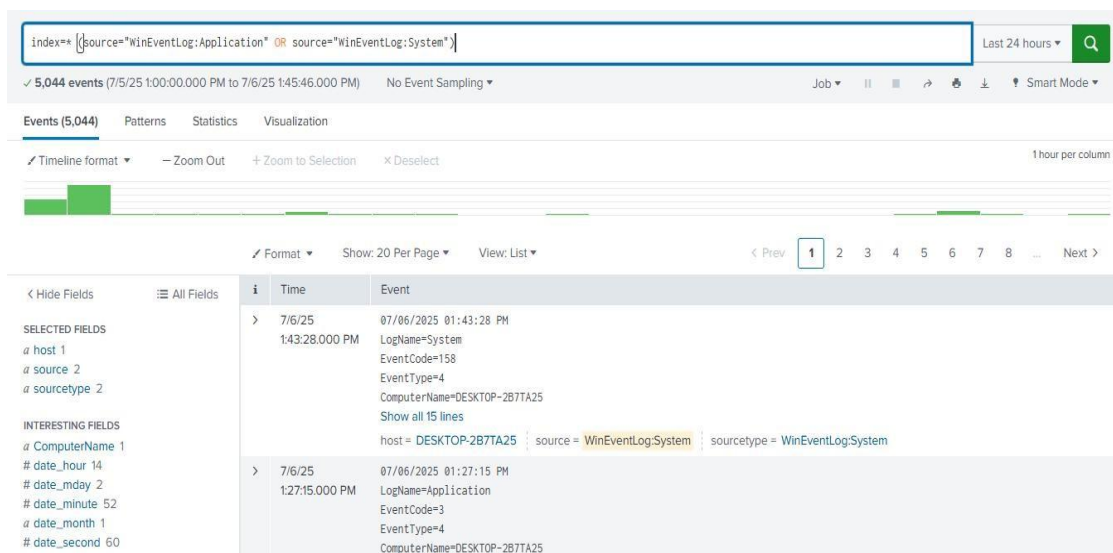 index=* (source="WinEventLog:Application" OR source="WinEventLog:System")
Last 24 hours
5,044 events (7/5/25 1:00:00.000 PM to 7/6/25 1:45:46.000 PM)
No Event Sampling
Job
Smart Mode
Events (5,044)
Patterns
Statistics
Visualization
Timeline format
— Zoom Out
+ Zoom to Selection
× Deselect
1 hour per column
Format
Show: 20 Per Page
View: List
< Prev
1
2
3
4
5
6
7
8
...
Next >
< Hide Fields
All Fields
i
Time
Event
SELECTED FIELDS
a host 1
a source 2
a sourcetype 2
INTERESTING FIELDS
a ComputerName 1
# date_hour 14
# date_mday 2
# date_minute 52
a date_month 1
# date_second 60
>
7/6/25
1:43:28.000 PM
07/06/2025 01:43:28 PM
LogName=System
EventCode=158
EventType=4
ComputerName=DESKTOP-2B7TA25
Show all 15 lines
host = DESKTOP-2B7TA25
source = WinEventLog:System
sourcetype = WinEventLog:System
>
7/6/25
1:27:15.000 PM
07/06/2025 01:27:15 PM
LogName=Application
EventCode=3
EventType=4
ComputerName=DESKTOP-2B7TA25